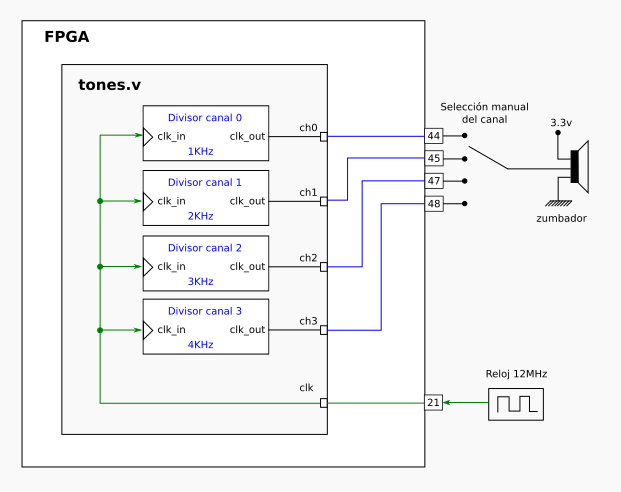 FPGA
tones.v
Divisor canal 0
clk_in clk_out
1KHz
ch0
Divisor canal 1
clk_in clk_out
2KHz
ch1
Divisor canal 2
clk_in clk_out
3KHz
ch2
Divisor canal 3
clk_in clk_out
4KHz
ch3
clk
44
45
47
48
21
Selección manual
del canal
3.3v
zumbador
Reloj 12MHz